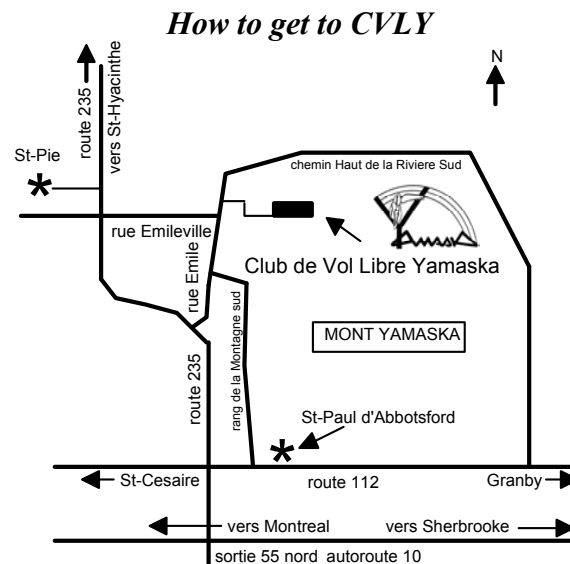 How to get to CVLY
N
route 235
vers St-Hyacinthe
St-Pie
*
chemin Haut de la Riviere Sud
rue Emileville
rue Emile
Club de Vol Libre Yamaska
MONT YAMASKA
rang de la Montagne sud
route 235
St-Paul d'Abbotsford
*
St-Cesaire
route 112
Granby
vers Montreal
vers Sherbrooke
sortie 55 nord autoroute 10